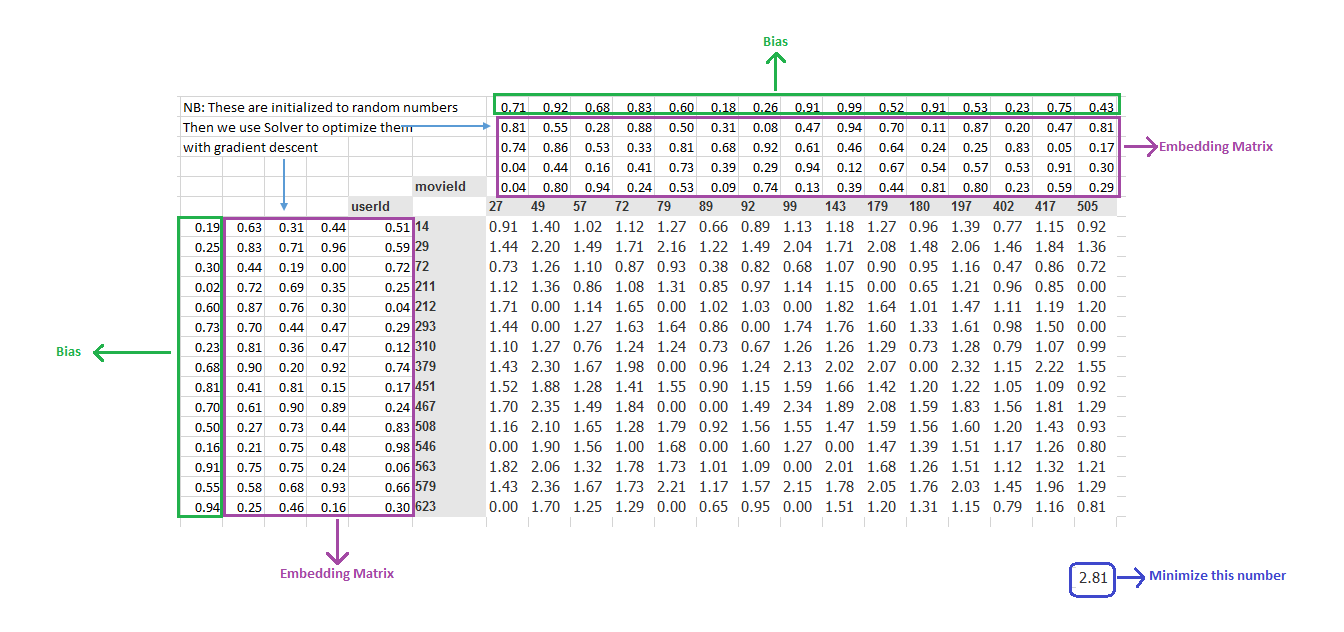 Bias
NB: These are initialized to random numbers 0.71 0.92 0.68 0.83 0.60 0.18 0.26 0.91 0.99 0.52 0.91 0.53 0.23 0.75 0.43
Then we use Solver to optimize them 0.81 0.55 0.28 0.88 0.50 0.31 0.08 0.47 0.94 0.70 0.11 0.87 0.20 0.47 0.81
with gradient descent 0.74 0.86 0.53 0.33 0.81 0.68 0.92 0.61 0.46 0.64 0.24 0.25 0.83 0.05 0.17 Embedding Matrix
0.04 0.44 0.16 0.41 0.73 0.39 0.29 0.94 0.12 0.67 0.54 0.57 0.53 0.91 0.30
movieId 0.04 0.80 0.94 0.24 0.53 0.09 0.74 0.13 0.39 0.44 0.81 0.80 0.23 0.59 0.29
userId 27 49 57 72 79 89 92 99 143 179 180 197 402 417 505
0.19 0.63 0.31 0.44 0.51 14 0.91 1.40 1.02 1.12 1.27 0.66 0.89 1.13 1.18 1.27 0.96 1.39 0.77 1.15 0.92
0.25 0.83 0.71 0.96 0.59 29 1.44 2.20 1.49 1.71 2.16 1.22 1.49 2.04 1.71 2.08 1.48 2.06 1.46 1.84 1.36
0.30 0.44 0.19 0.00 0.72 72 0.73 1.26 1.10 0.87 0.93 0.38 0.82 0.68 1.07 0.90 0.95 1.16 0.47 0.86 0.72
0.02 0.72 0.69 0.35 0.25 211 1.12 1.36 0.86 1.08 1.31 0.85 0.97 1.14 1.15 0.00 0.65 1.21 0.96 0.85 0.00
0.60 0.87 0.76 0.30 0.04 212 1.71 0.00 1.14 1.65 0.00 1.02 1.03 0.00 1.82 1.64 1.01 1.47 1.11 1.19 1.20
0.73 0.70 0.44 0.47 0.29 293 1.44 0.00 1.27 1.63 1.64 0.86 0.00 1.74 1.76 1.60 1.33 1.61 0.98 1.50 0.00
Bias 0.23 0.81 0.36 0.47 0.12 310 1.10 1.27 0.76 1.24 1.24 0.73 0.67 1.26 1.26 1.29 0.73 1.28 0.79 1.07 0.99
0.68 0.90 0.20 0.92 0.74 379 1.43 2.30 1.67 1.98 0.00 0.96 1.24 2.13 2.02 2.07 0.00 2.32 1.15 2.22 1.55
0.81 0.41 0.81 0.15 0.17 451 1.52 1.88 1.28 1.41 1.55 0.90 1.15 1.59 1.66 1.42 1.20 1.22 1.05 1.09 0.92
0.70 0.61 0.90 0.89 0.24 467 1.70 2.35 1.49 1.84 0.00 0.00 1.49 2.34 1.89 2.08 1.59 1.83 1.56 1.81 1.29
0.50 0.27 0.73 0.44 0.83 508 1.16 2.10 1.65 1.28 1.79 0.92 1.56 1.55 1.47 1.59 1.56 1.60 1.20 1.43 0.93
0.16 0.21 0.75 0.48 0.98 546 0.00 1.90 1.56 1.00 1.68 0.00 1.60 1.27 0.00 1.47 1.39 1.51 1.17 1.26 0.80
0.91 0.75 0.75 0.24 0.06 563 1.82 2.06 1.32 1.78 1.73 1.01 1.09 0.00 2.01 1.68 1.26 1.51 1.12 1.32 1.21
0.55 0.58 0.68 0.93 0.66 579 1.43 2.36 1.67 1.73 2.21 1.17 1.57 2.15 1.78 2.05 1.76 2.03 1.45 1.96 1.29
0.94 0.25 0.46 0.16 0.30 623 0.00 1.70 1.25 1.29 0.00 0.65 0.95 0.00 1.51 1.20 1.31 1.15 0.79 1.16 0.81
Embedding Matrix
2.81 Minimize this number